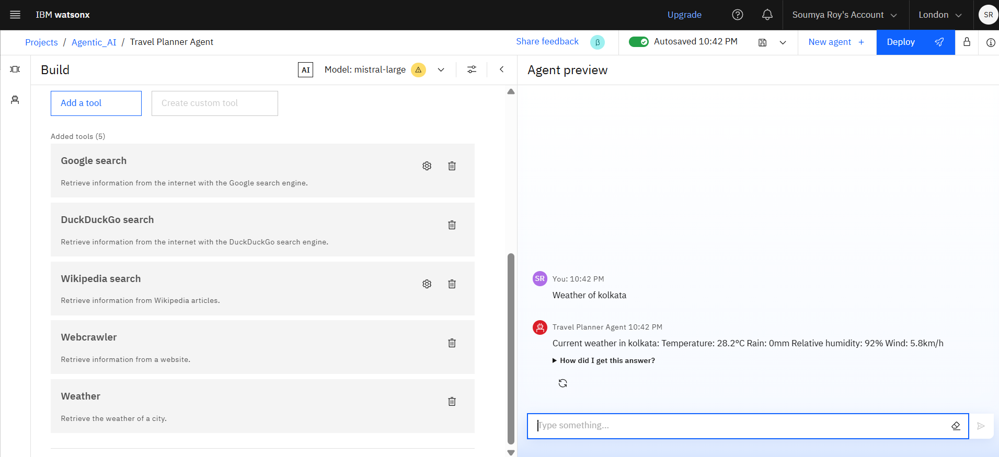 IBM watsonx
Upgrade
Soumya Roy's Account
London
SR
Projects / Agentic_AI / Travel Planner Agent
Share feedback
β
Autosaved 10:42 PM
New agent +
Deploy
Build
AI
Model: mistral-large
Agent preview
Add a tool
Create custom tool
Added tools (5)
Google search
Retrieve information from the internet with the Google search engine.
DuckDuckGo search
Retrieve information from the internet with the DuckDuckGo search engine.
Wikipedia search
Retrieve information from Wikipedia articles.
Webcrawler
Retrieve information from a website.
Weather
Retrieve the weather of a city.
SR
You: 10:42 PM
Weather of kolkata
Travel Planner Agent 10:42 PM
Current weather in kolkata: Temperature: 28.2°C Rain: 0mm Relative humidity: 92% Wind: 5.8km/h
How did I get this answer?
Type something...